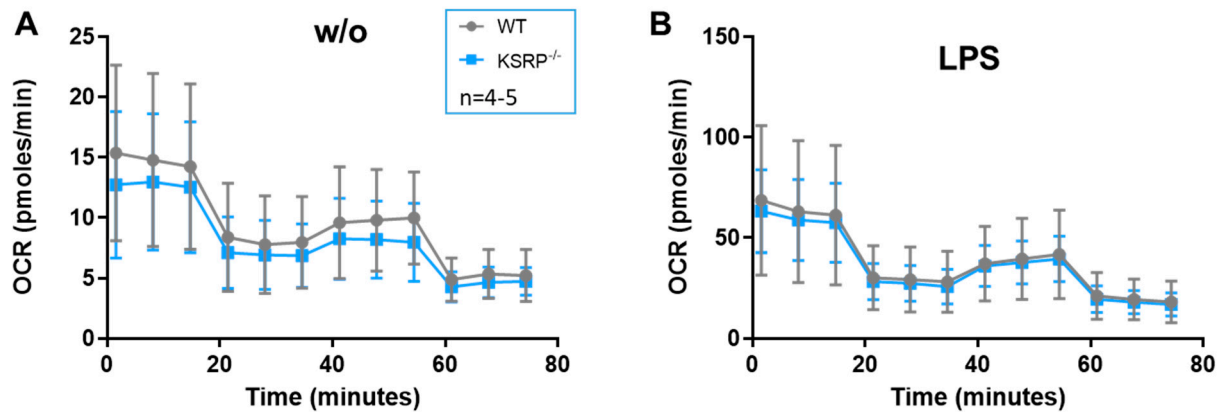 A
w/o
WT
KSRP-/-
n=4-5
OCR (pmoles/min)
25
20
15
10
5
0
0 20 40 60 80
Time (minutes)
B
LPS
OCR (pmoles/min)
150
100
50
0
0 20 40 60 80
Time (minutes)